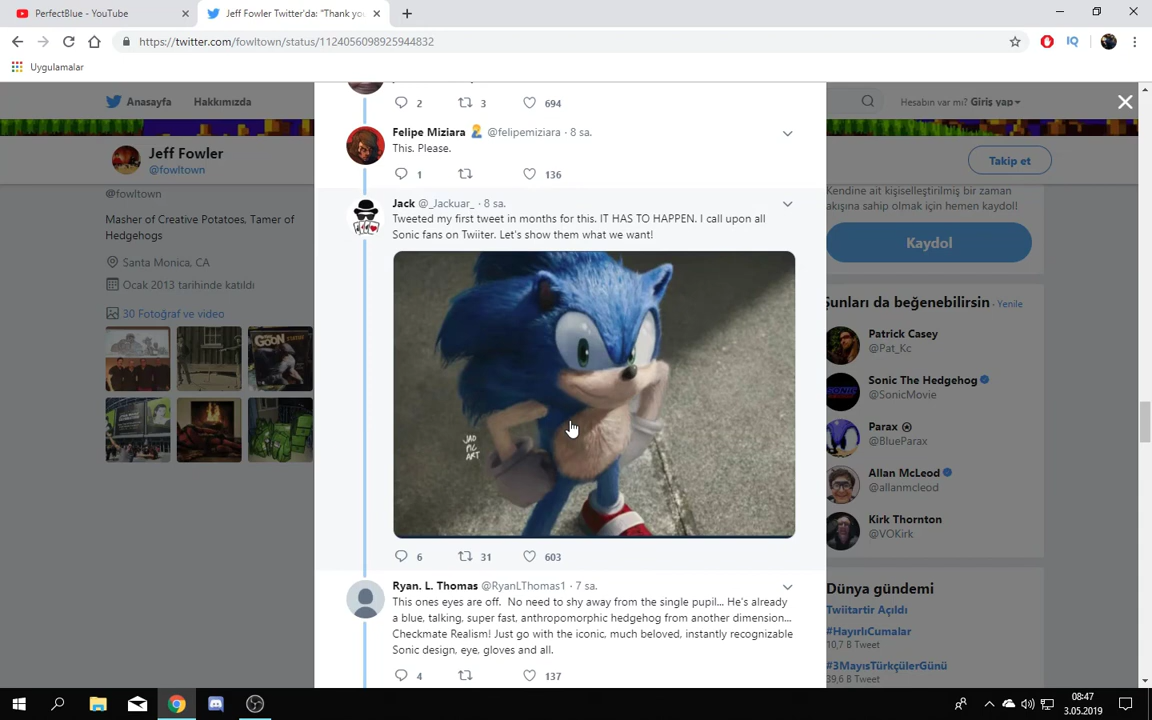 PerfectBlue - YouTube
Jeff Fowler Twitter'da: "Thank you
https://twitter.com/fowltown/status/1124056098925944832
Uygulamalar
Anasayfa
Hakkımızda
Hesabın var mı? Giriş yap
Jeff Fowler
@fowltown
Takip et
@fowltown
Masher of Creative Potatoes, Tamer of
Hedgehogs
Santa Monica, CA
Ocak 2013 tarihinde katıldı
30 Fotoğraf ve video
2 3 694
Felipe Miziara @felipemiziara · 8 sa.
This. Please.
1 136
Jack @_Jackuar_ · 8 sa.
Tweeted my first tweet in months for this. IT HAS TO HAPPEN. I call upon all
Sonic fans on Twiiter. Let's show them what we want!
JAO
PIC
ART
6 31 603
Ryan. L. Thomas @RyanLThomas1 · 7 sa.
This ones eyes are off. No need to shy away from the single pupil... He's already
a blue, talking, super fast, anthropomorphic hedgehog from another dimension...
Checkmate Realism! Just go with the iconic, much beloved, instantly recognizable
Sonic design, eye, gloves and all.
4 137
Kendine ait kişiselleştirilmiş bir zaman
akışına sahip olmak için hemen kaydol!
Kaydol
Şunları da beğenebilirsin · Yenile
Patrick Casey
@Pat_Kc
Sonic The Hedgehog
@SonicMovie
Parax
@BlueParax
Allan McLeod
@allanmcleod
Kirk Thornton
@VOKirk
Dünya gündemi
Twiitartir Açıldı
#HayırlıCumalar
10,7 B Tweet
#3MayısTürkçülerGünü
39,6 B Tweet
08:47
3.05.2019